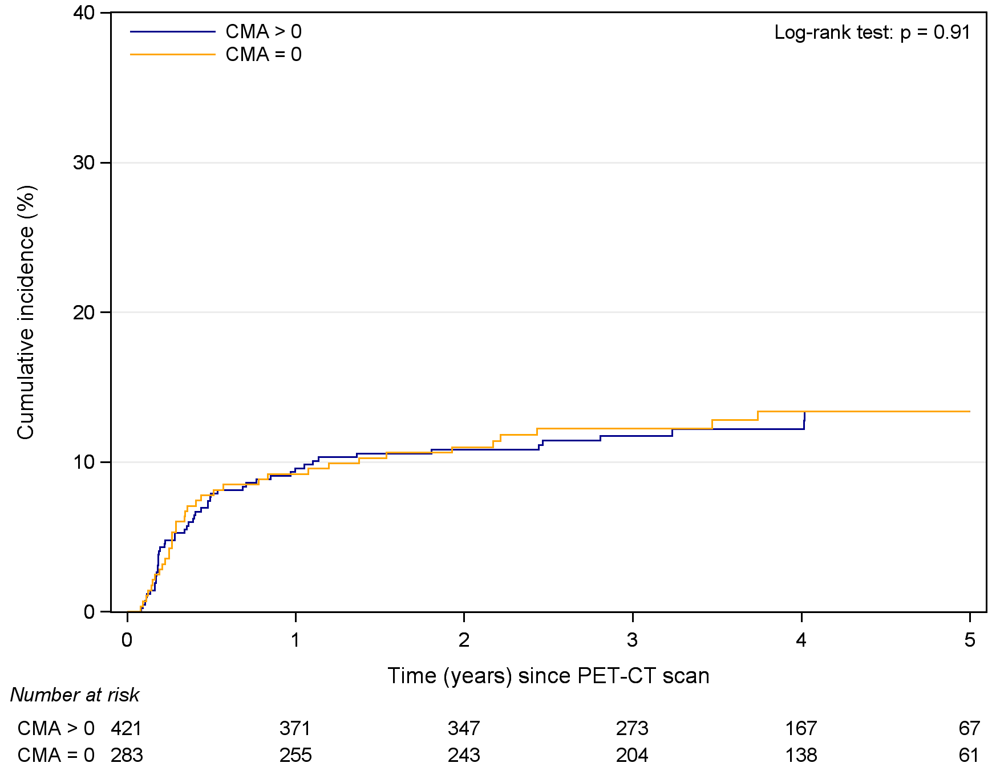 40
CMA > 0
Log-rank test: p = 0.91
CMA = 0
30
Cumulative incidence (%)
20
10
0
0 1 2 3 4 5
Time (years) since PET-CT scan
Number at risk
CMA > 0 421 371 347 273 167 67
CMA = 0 283 255 243 204 138 61